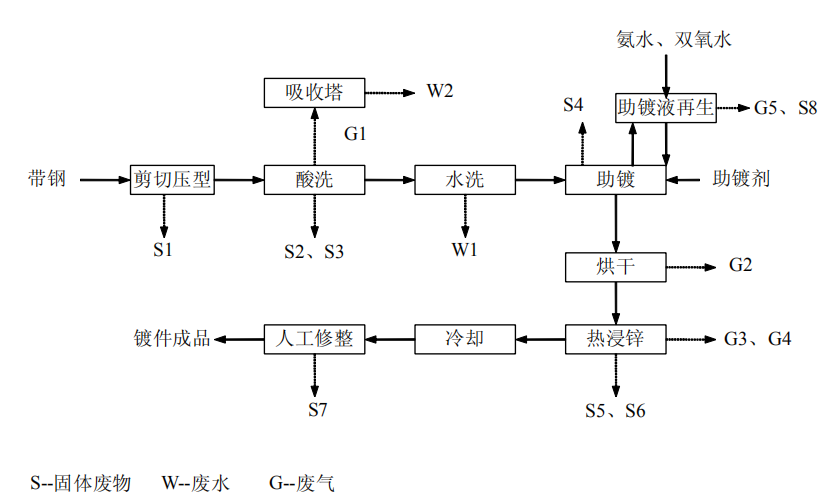 氨水、双氧水
吸收塔
W2
S4
助镀液再生
G5、S8
G1
带钢
剪切压型
酸洗
水洗
助镀
助镀剂
S1
S2、S3
W1
烘干
G2
镀件成品
人工修整
冷却
热浸锌
G3、G4
S7
S5、S6
S--固体废物 W--废水 G--废气